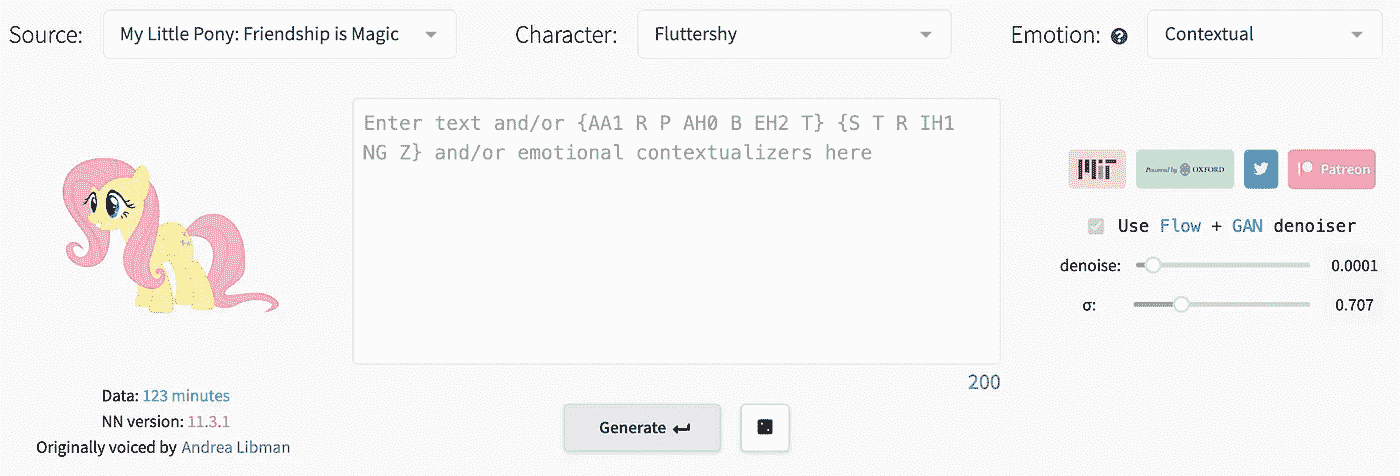 Source: My Little Pony: Friendship is Magic Character: Fluttershy Emotion: Contextual
Enter text and/or {AA1 R P AH0 B EH2 T} {S T R IH1
NG Z} and/or emotional contextualizers here
MIT Powered by OXFORD Patreon
Use Flow + GAN denoiser
denoise: 0.0001
σ: 0.707
200
Data: 123 minutes
NN version: 11.3.1
Originally voiced by Andrea Libman
Generate